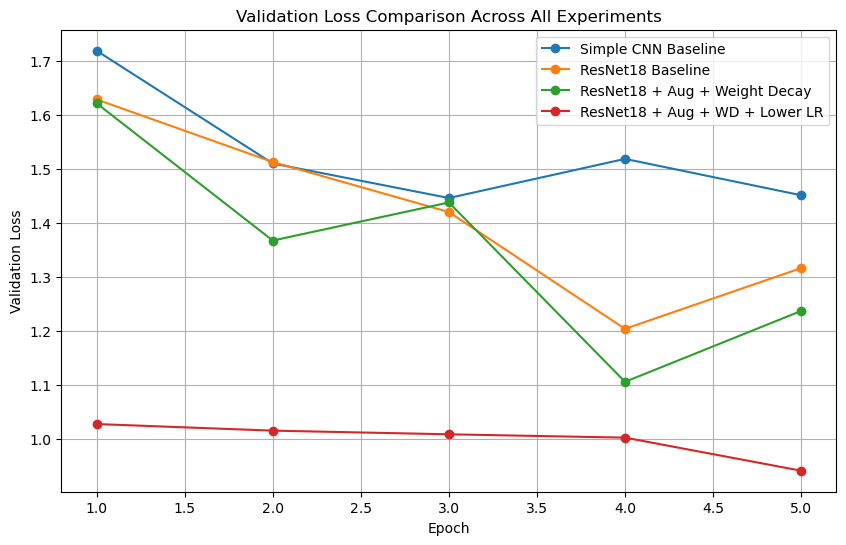 Validation Loss Comparison Across All Experiments
Simple CNN Baseline
ResNet18 Baseline
ResNet18 + Aug + Weight Decay
ResNet18 + Aug + WD + Lower LR
Validation Loss
1.7
1.6
1.5
1.4
1.3
1.2
1.1
1.0
1.0 1.5 2.0 2.5 3.0 3.5 4.0 4.5 5.0
Epoch